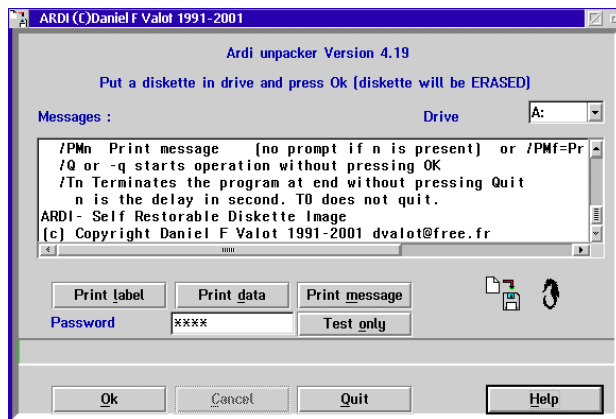 ARDI (C)Daniel F Valot 1991-2001
Ardi unpacker Version 4.19
Put a diskette in drive and press Ok (diskette will be ERASED)
Messages : Drive A:
/PMn Print message (no prompt if n is present) or /PMf=Pr
/Q or -q starts operation without pressing OK
/Tn Terminates the program at end without pressing Quit
n is the delay in second. T0 does not quit.
ARDI- Self Restorable Diskette Image
(c) Copyright Daniel F Valot 1991-2001 dvalot@free.fr
Print label Print data Print message
Password **** Test only
Ok Cancel Quit Help